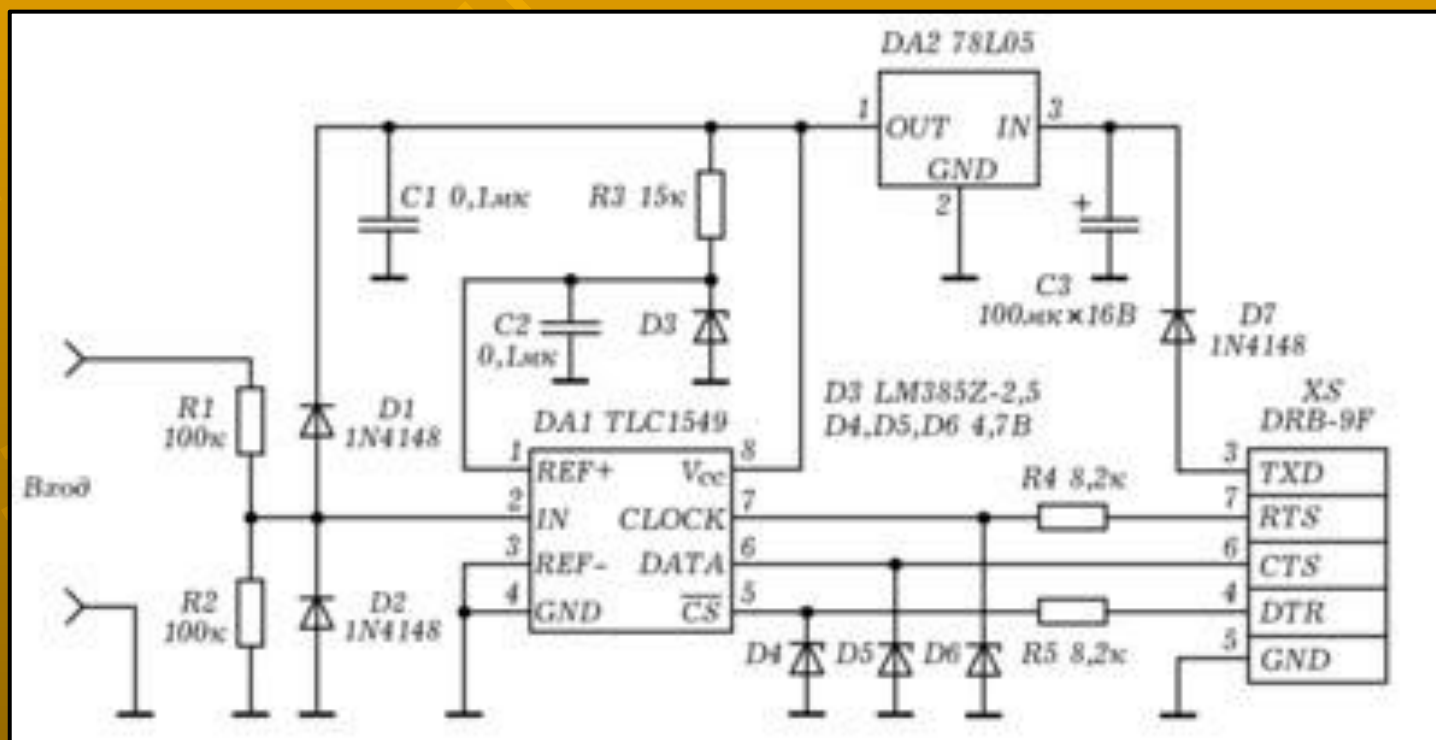 DA2 78L05
1
OUT
IN
3
GND
2
C1 0,1мк
R3 15к
+
C3
100мк×16В
C2
0,1мк
D3
D7
1N4148
R1
100к
D1
1N4148
D3 LM385Z-2,5
D4,D5,D6 4,7В
XS
DRB-9F
DA1 TLC1549
Вход
1
REF+
Vcc
8
3
TXD
R4 8,2к
2
IN
CLOCK
7
7
RTS
3
REF-
DATA
6
6
CTS
R2
100к
D2
1N4148
4
GND
CS
5
4
DTR
D4
D5
D6
R5 8,2к
5
GND